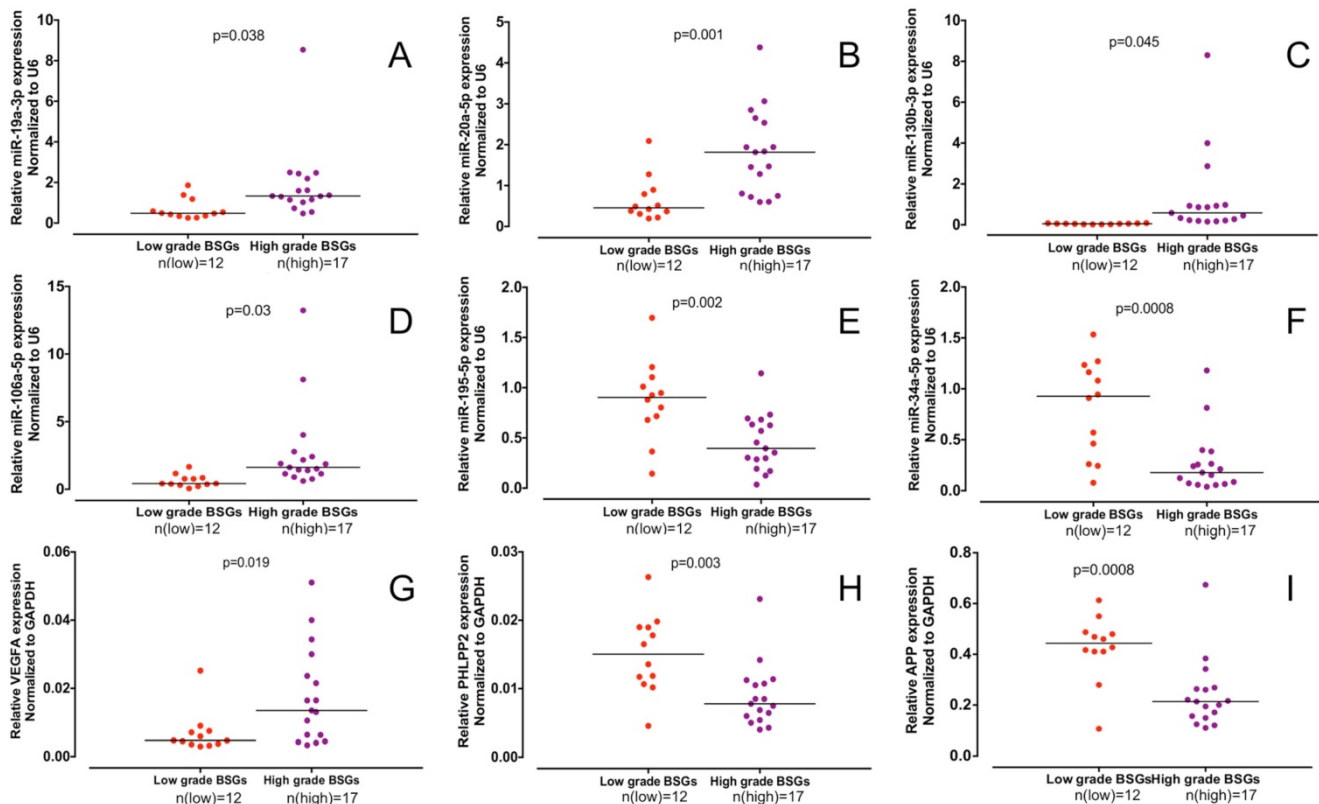 Relative miR-19a-3p expression
Normalized to U6
10
8
6
4
2
0
p=0.038
A
Low grade BSGs
High grade BSGs
n(low)=12
n(high)=17
Relative miR-20a-5p expression
Normalized to U6
5
4
3
2
1
0
p=0.001
B
Low grade BSGs
High grade BSGs
n(low)=12
n(high)=17
Relative miR-130b-3p expression
Normalized to U6
10
8
6
4
2
0
p=0.045
C
Low grade BSGs
High grade BSGs
n(low)=12
n(high)=17
Relative miR-106a-5p expression
Normalized to U6
15
10
5
0
p=0.03
D
Low grade BSGs
High grade BSGs
n(low)=12
n(high)=17
Relative miR-195-5p expression
Normalized to U6
2.0
1.5
1.0
0.5
0.0
p=0.002
E
Low grade BSGs
High grade BSGs
n(low)=12
n(high)=17
Relative miR-34a-5p expression
Normalized to U6
2.0
1.5
1.0
0.5
0.0
p=0.0008
F
Low grade BSGs
High grade BSGs
n(low)=12
n(high)=17
Relative VEGFA expression
Normalized to GAPDH
0.06
0.04
0.02
0.00
p=0.019
G
Low grade BSGs
High grade BSGs
n(low)=12
n(high)=17
Relative PHLPP2 expression
Normalized to GAPDH
0.03
0.02
0.01
0.00
p=0.003
H
Low grade BSGs
High grade BSGs
n(low)=12
n(high)=17
Relative APP expression
Normalized to GAPDH
0.8
0.6
0.4
0.2
0.0
p=0.0008
I
Low grade BSGsHigh grade BSGs
n(low)=12
n(high)=17